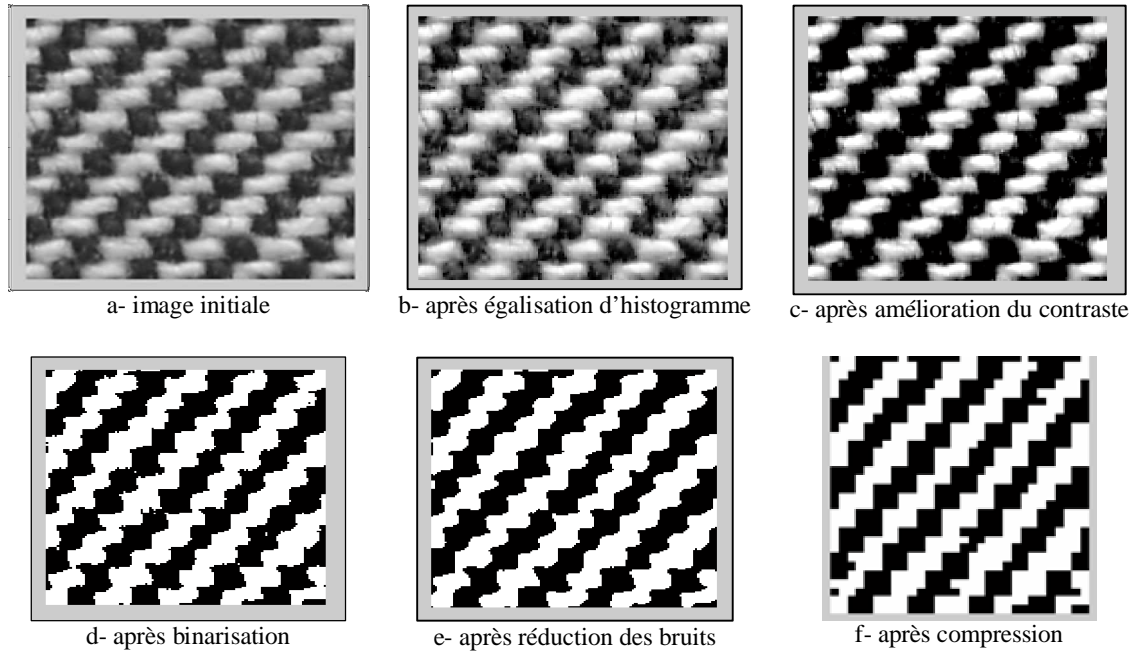 a- image initiale
b- après égalisation d’histogramme
c- après amélioration du contraste
d- après binarisation
e- après réduction des bruits
f- après compression